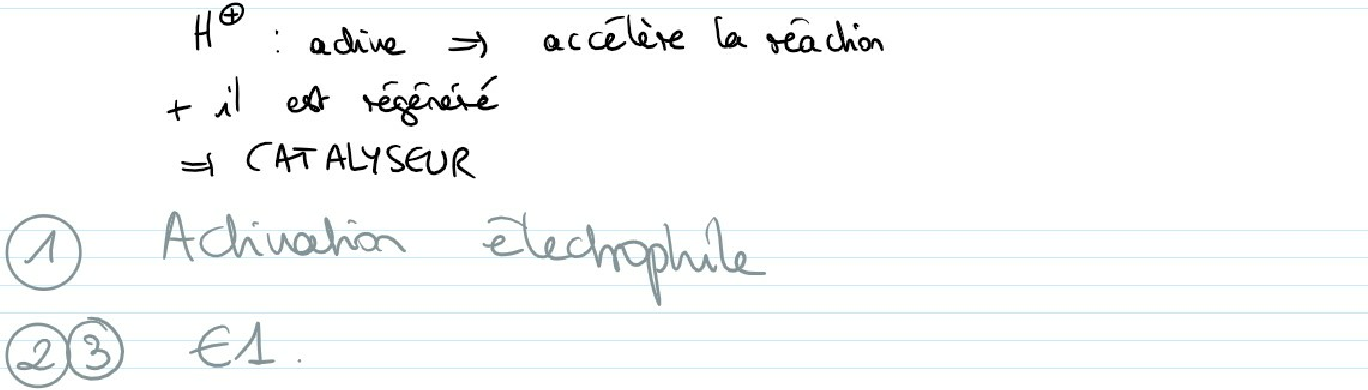 H⊕ : active ⇒ accélère la réaction
+ il est régénéré
⇒ CATALYSEUR
① Activation électrophile
②③ E1.